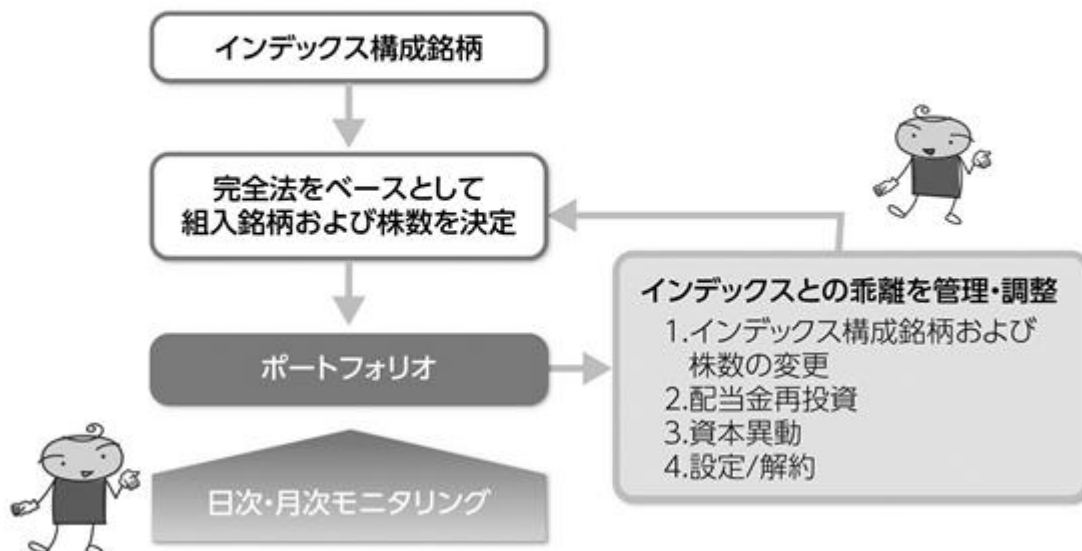 インデックス構成銘柄
完全法をベースとして
組入銘柄および株数を決定
ポートフォリオ
日次・月次モニタリング
インデックスとの乖離を管理・調整
1.インデックス構成銘柄および
株数の変更
2.配当金再投資
3.資本異動
4.設定/解約